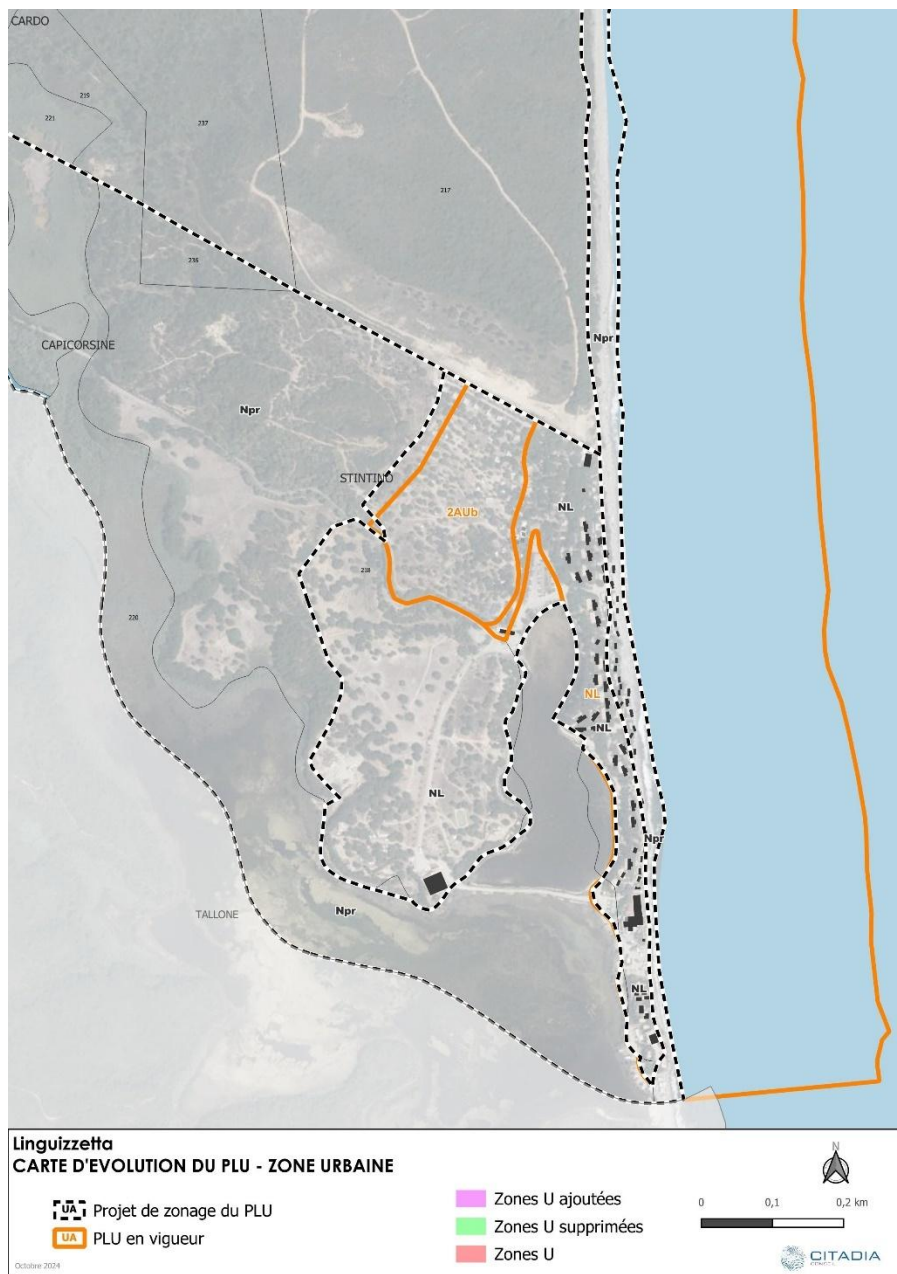 CARDO
219
221
237
217
236
CAPICORSINE
Npr
Npr
STINTINO
2AUb
NL
218
220
NL
NL
NL
Npr
Npr
TALLONE
NL
Linguizzetta
CARTE D'EVOLUTION DU PLU - ZONE URBAINE
UA Projet de zonage du PLU
UA PLU en vigueur
Zones U ajoutées
Zones U supprimées
Zones U
N
0 0,1 0,2 km
Octobre 2024
CITADIA
CONSEIL